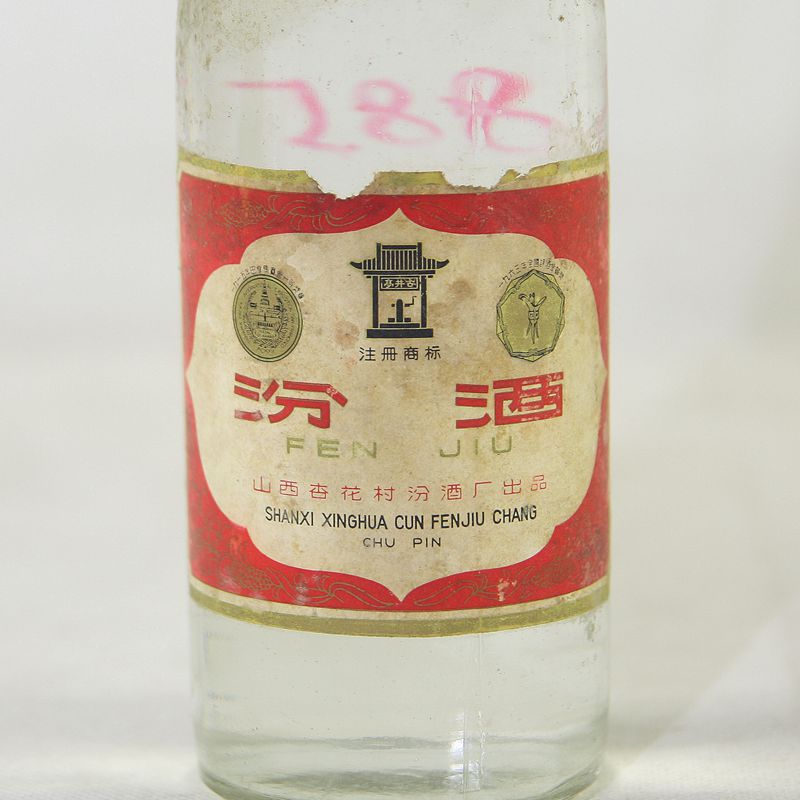 古井亭
注册商标
汾酒
FEN JIU
山西杏花村汾酒厂出品
SHANXI XINGHUA CUN FENJIU CHANG
CHU PIN